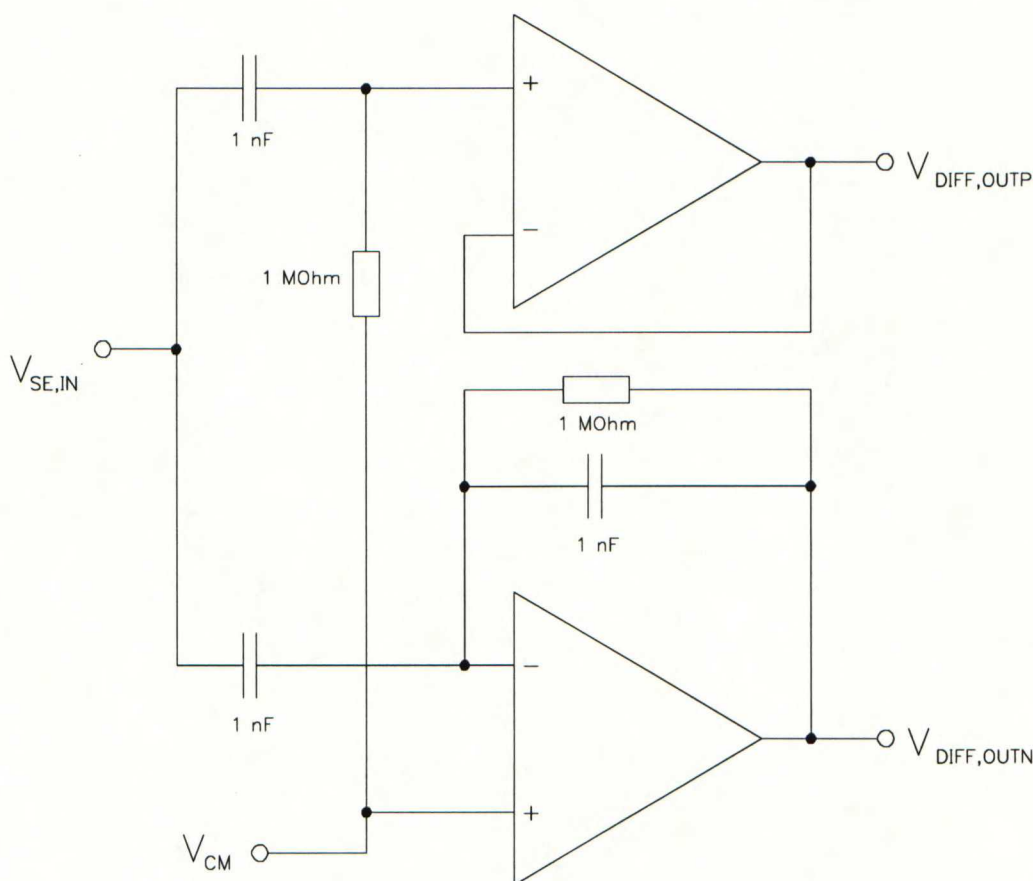 1 nF
+
V DIFF,OUTP
−
1 MOhm
V SE,IN
1 MOhm
1 nF
−
1 nF
V DIFF,OUTN
+
V CM